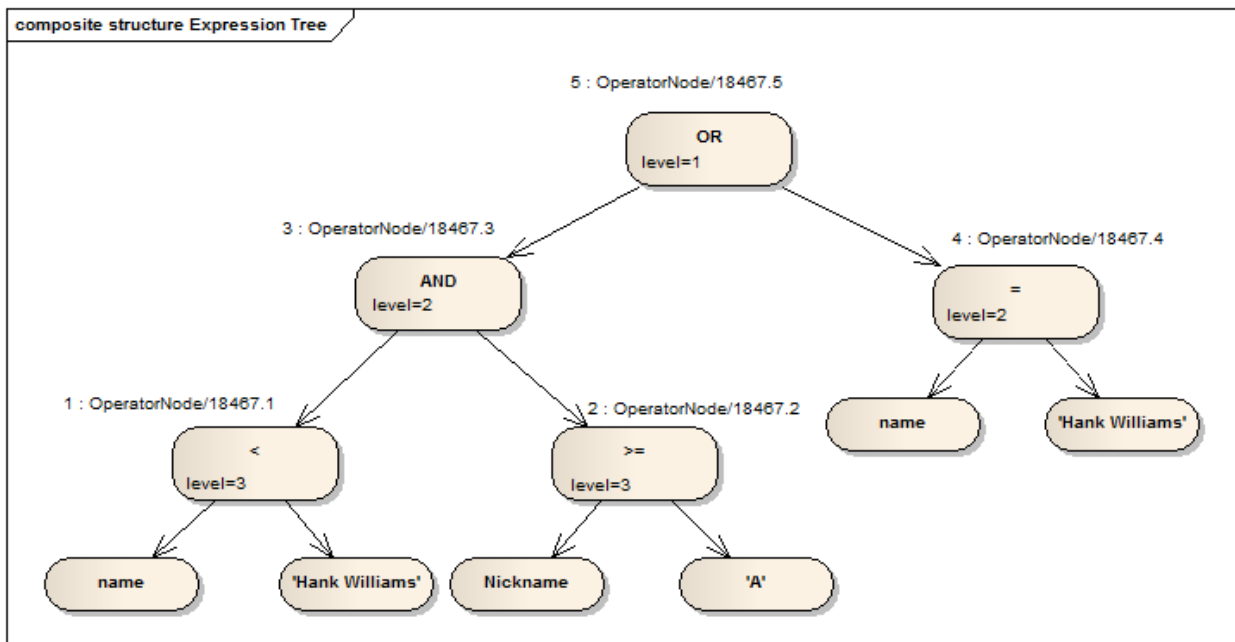 composite structure Expression Tree
5 : OperatorNode/18467.5
OR
level=1
3 : OperatorNode/18467.3
4 : OperatorNode/18467.4
AND
level=2
=
level=2
1 : OperatorNode/18467.1
2 : OperatorNode/18467.2
name
'Hank Williams'
<
level=3
>=
level=3
name
'Hank Williams'
Nickname
'A'